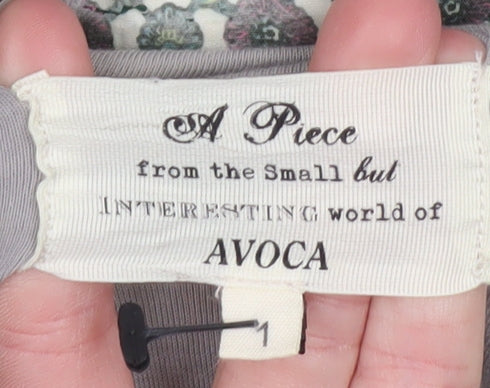 A Piece
from the Small but
INTERESTING world of
AVOCA
1